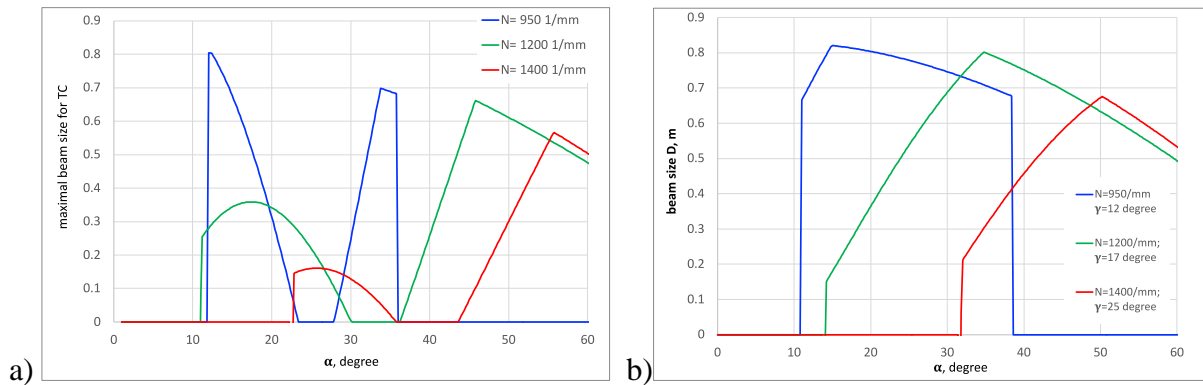 a)
maximal beam size for TC
0.9
0.8
0.7
0.6
0.5
0.4
0.3
0.2
0.1
0
0 10 20 30 40 50 60
α, degree
N= 950 1/mm
N= 1200 1/mm
N= 1400 1/mm
b)
beam size D, m
0.9
0.8
0.7
0.6
0.5
0.4
0.3
0.2
0.1
0
0 10 20 30 40 50 60
α, degree
N=950/mm
γ=12 degree
N=1200/mm;
γ=17 degree
N=1400/mm;
γ=25 degree